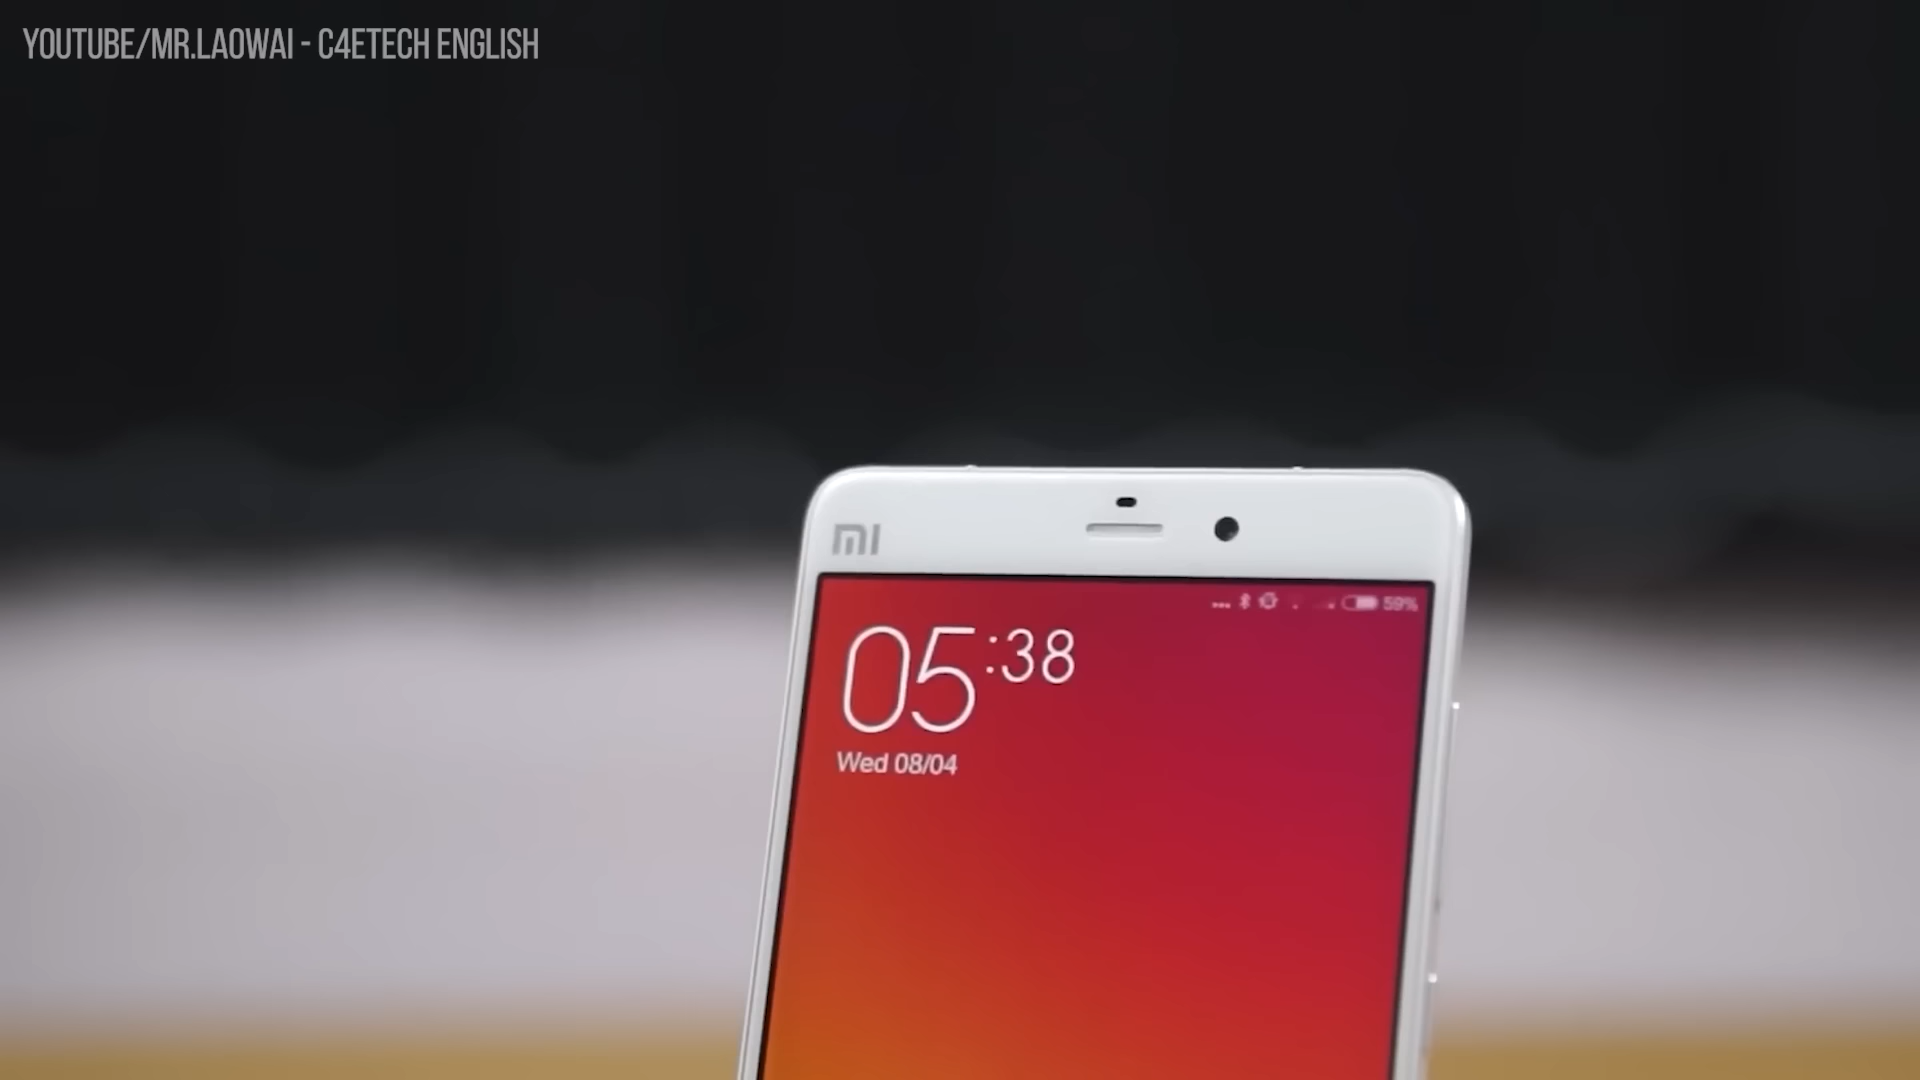 YOUTUBE/MR.LAOWAI - C4ETECH ENGLISH
mi
59%
05:38
Wed 08/04